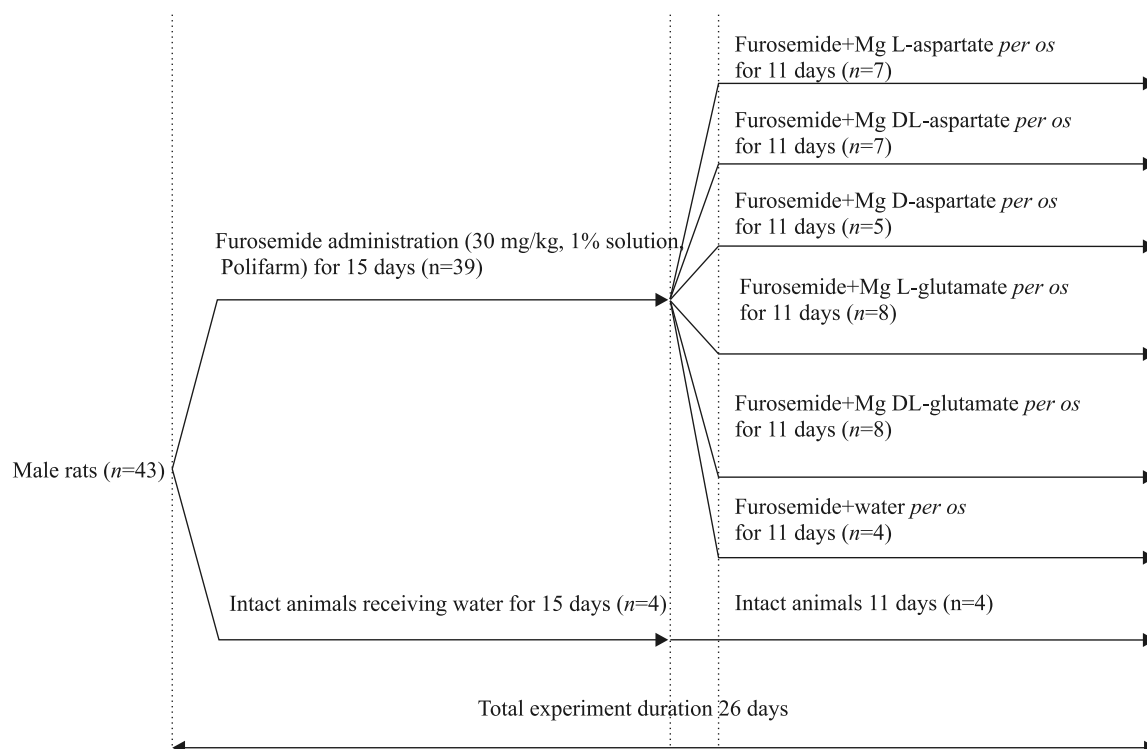 Furosemide+Mg L-aspartate per os
for 11 days (n=7)
Furosemide+Mg DL-aspartate per os
for 11 days (n=7)
Furosemide+Mg D-aspartate per os
for 11 days (n=5)
Furosemide administration (30 mg/kg, 1% solution,
Polifarm) for 15 days (n=39)
Furosemide+Mg L-glutamate per os
for 11 days (n=8)
Furosemide+Mg DL-glutamate per os
for 11 days (n=8)
Male rats (n=43)
Furosemide+water per os
for 11 days (n=4)
Intact animals receiving water for 15 days (n=4)
Intact animals 11 days (n=4)
Total experiment duration 26 days